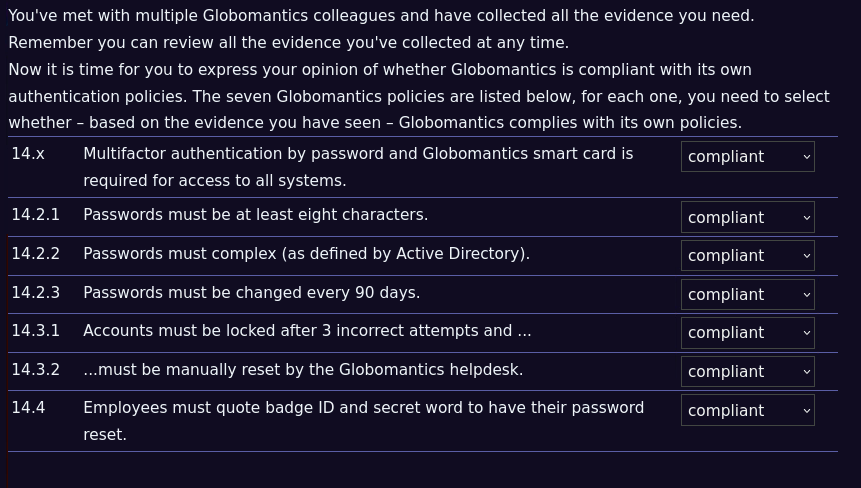 You've met with multiple Globomantics colleagues and have collected all the evidence you need.
Remember you can review all the evidence you've collected at any time.
Now it is time for you to express your opinion of whether Globomantics is compliant with its own
authentication policies. The seven Globomantics policies are listed below, for each one, you need to select
whether – based on the evidence you have seen – Globomantics complies with its own policies.
14.x Multifactor authentication by password and Globomantics smart card is compliant
required for access to all systems.
14.2.1 Passwords must be at least eight characters. compliant
14.2.2 Passwords must complex (as defined by Active Directory). compliant
14.2.3 Passwords must be changed every 90 days. compliant
14.3.1 Accounts must be locked after 3 incorrect attempts and ... compliant
14.3.2 ...must be manually reset by the Globomantics helpdesk. compliant
14.4 Employees must quote badge ID and secret word to have their password compliant
reset.